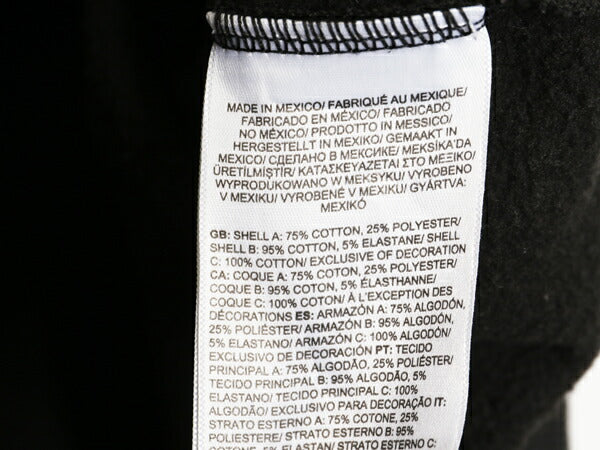 MADE IN MEXICO/ FABRIQUÉ AU MEXIQUE/
FABRICADO EN MÉXICO/ FABRICADO
NO MÉXICO/ PRODOTTO IN MESSICO/
HERGESTELLT IN MEXIKO/ GEMAAKT IN
MEXICO/ СДЕЛАНО В МЕКСИКЕ/ MEKSİKA'DA
ÜRETİLMİŞTİR/ ΚΑΤΑΣΚΕΥΑΖΕΤΑΙ ΣΤΟ ΜΕΞΙΚΟ/
WYPRODUKOWANO W MEKSYKU/ VYROBENO
V MEXIKU/ VYROBENÉ V MEXIKU/ GYÁRTVA:
MEXIKÓ
GB: SHELL A: 75% COTTON, 25% POLYESTER/
SHELL B: 95% COTTON, 5% ELASTANE/ SHELL
C: 100% COTTON/ EXCLUSIVE OF DECORATION
CA: COQUE A: 75% COTON, 25% POLYESTER/
COQUE B: 95% COTON, 5% ÉLASTHANNE/
COQUE C: 100% COTON/ À L'EXCEPTION DES
DÉCORATIONS ES: ARMAZÓN A: 75% ALGODÓN,
25% POLIÉSTER/ ARMAZÓN B: 95% ALGODÓN,
5% ELASTANO/ ARMAZÓN C: 100% ALGODÓN/
EXCLUSIVO DE DECORACIÓN PT: TECIDO
PRINCIPAL A: 75% ALGODÃO, 25% POLIÉSTER/
TECIDO PRINCIPAL B: 95% ALGODÃO, 5%
ELASTANO/ TECIDO PRINCIPAL C: 100%
ALGODÃO/ EXCLUSIVO PARA DECORAÇÃO IT:
STRATO ESTERNO A: 75% COTONE, 25%
POLIESTERE/ STRATO ESTERNO B: 95%
COTONE, 5% ELASTAN/ STRATO ESTERNO C: